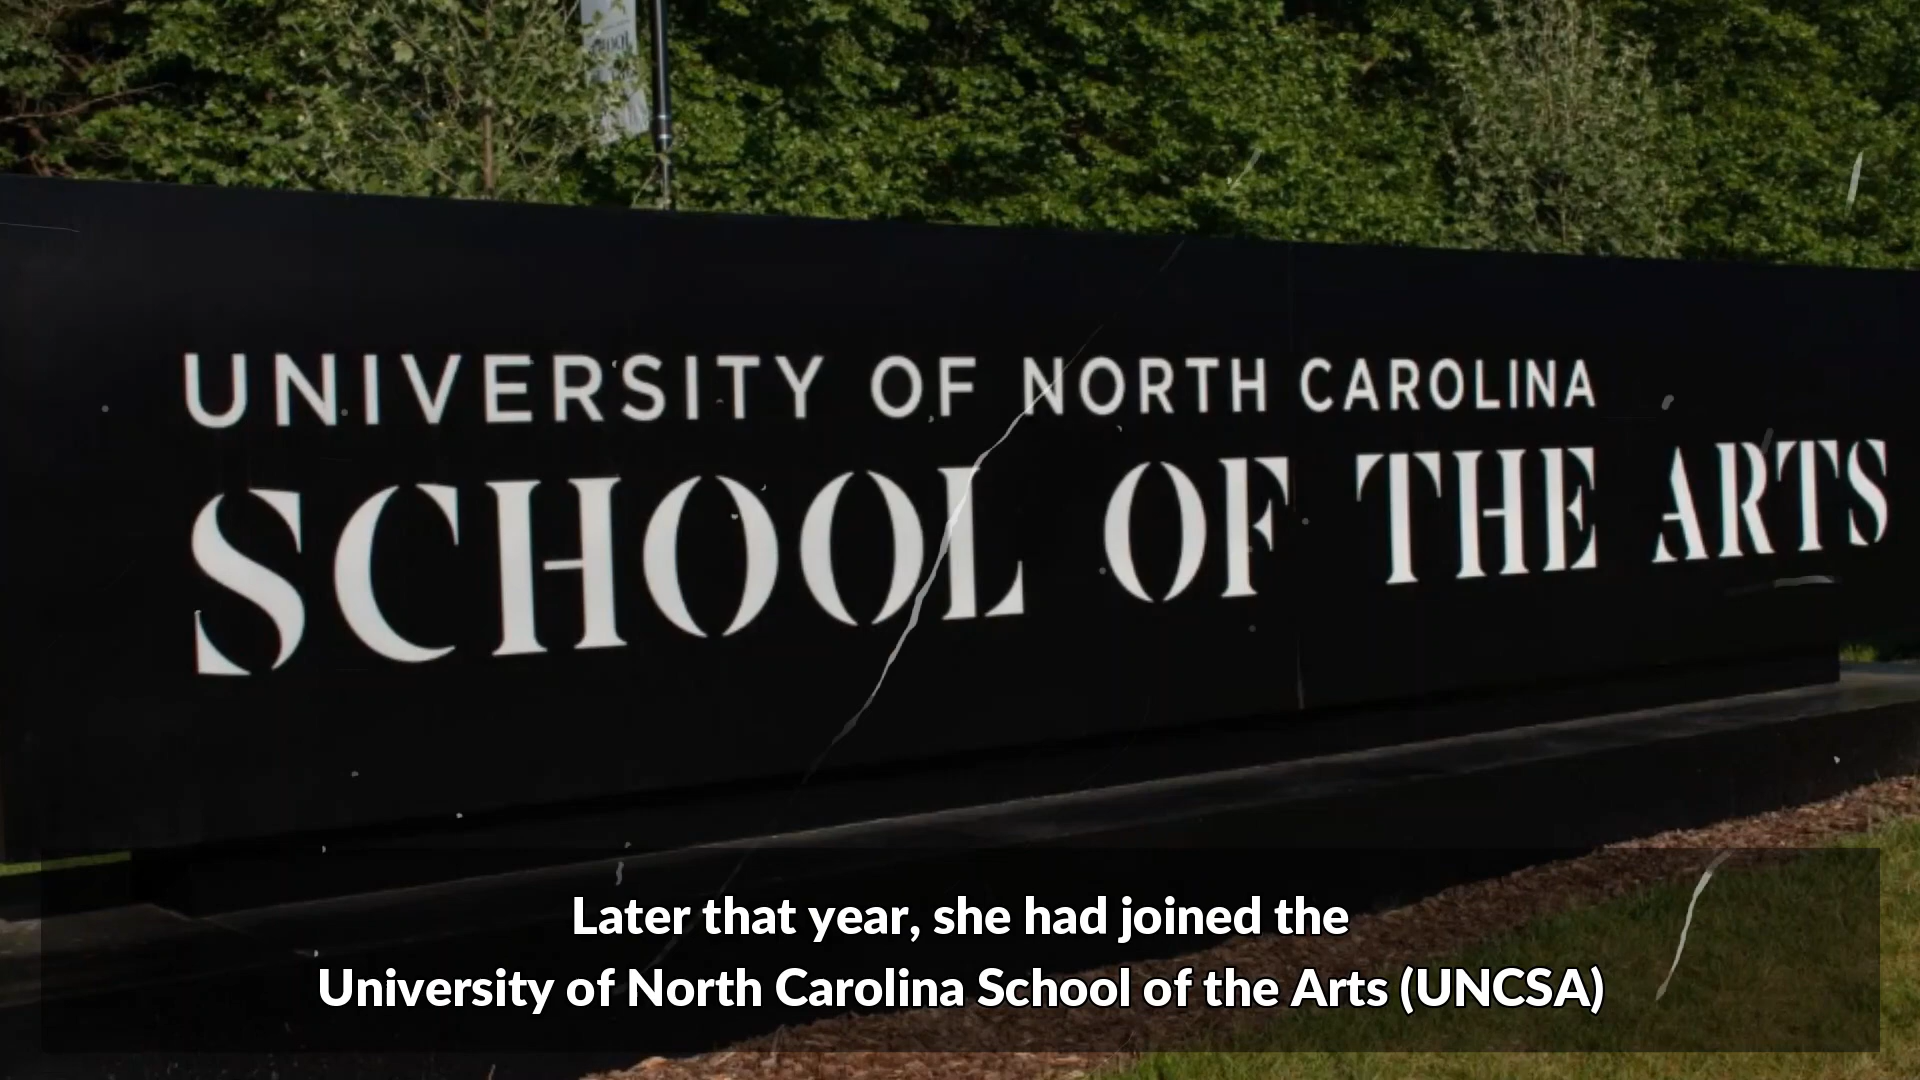 SCHOOL
UNIVERSITY OF NORTH CAROLINA
SCHOOL OF THE ARTS
Later that year, she had joined the
University of North Carolina School of the Arts (UNCSA)